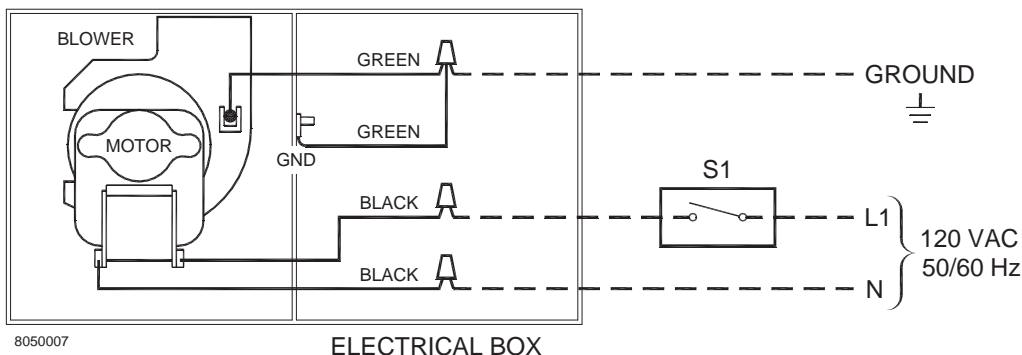 BLOWER
GREEN
GROUND
GREEN
MOTOR
GND
S1
BLACK
L1
120 VAC
50/60 Hz
BLACK
N
8050007
ELECTRICAL BOX